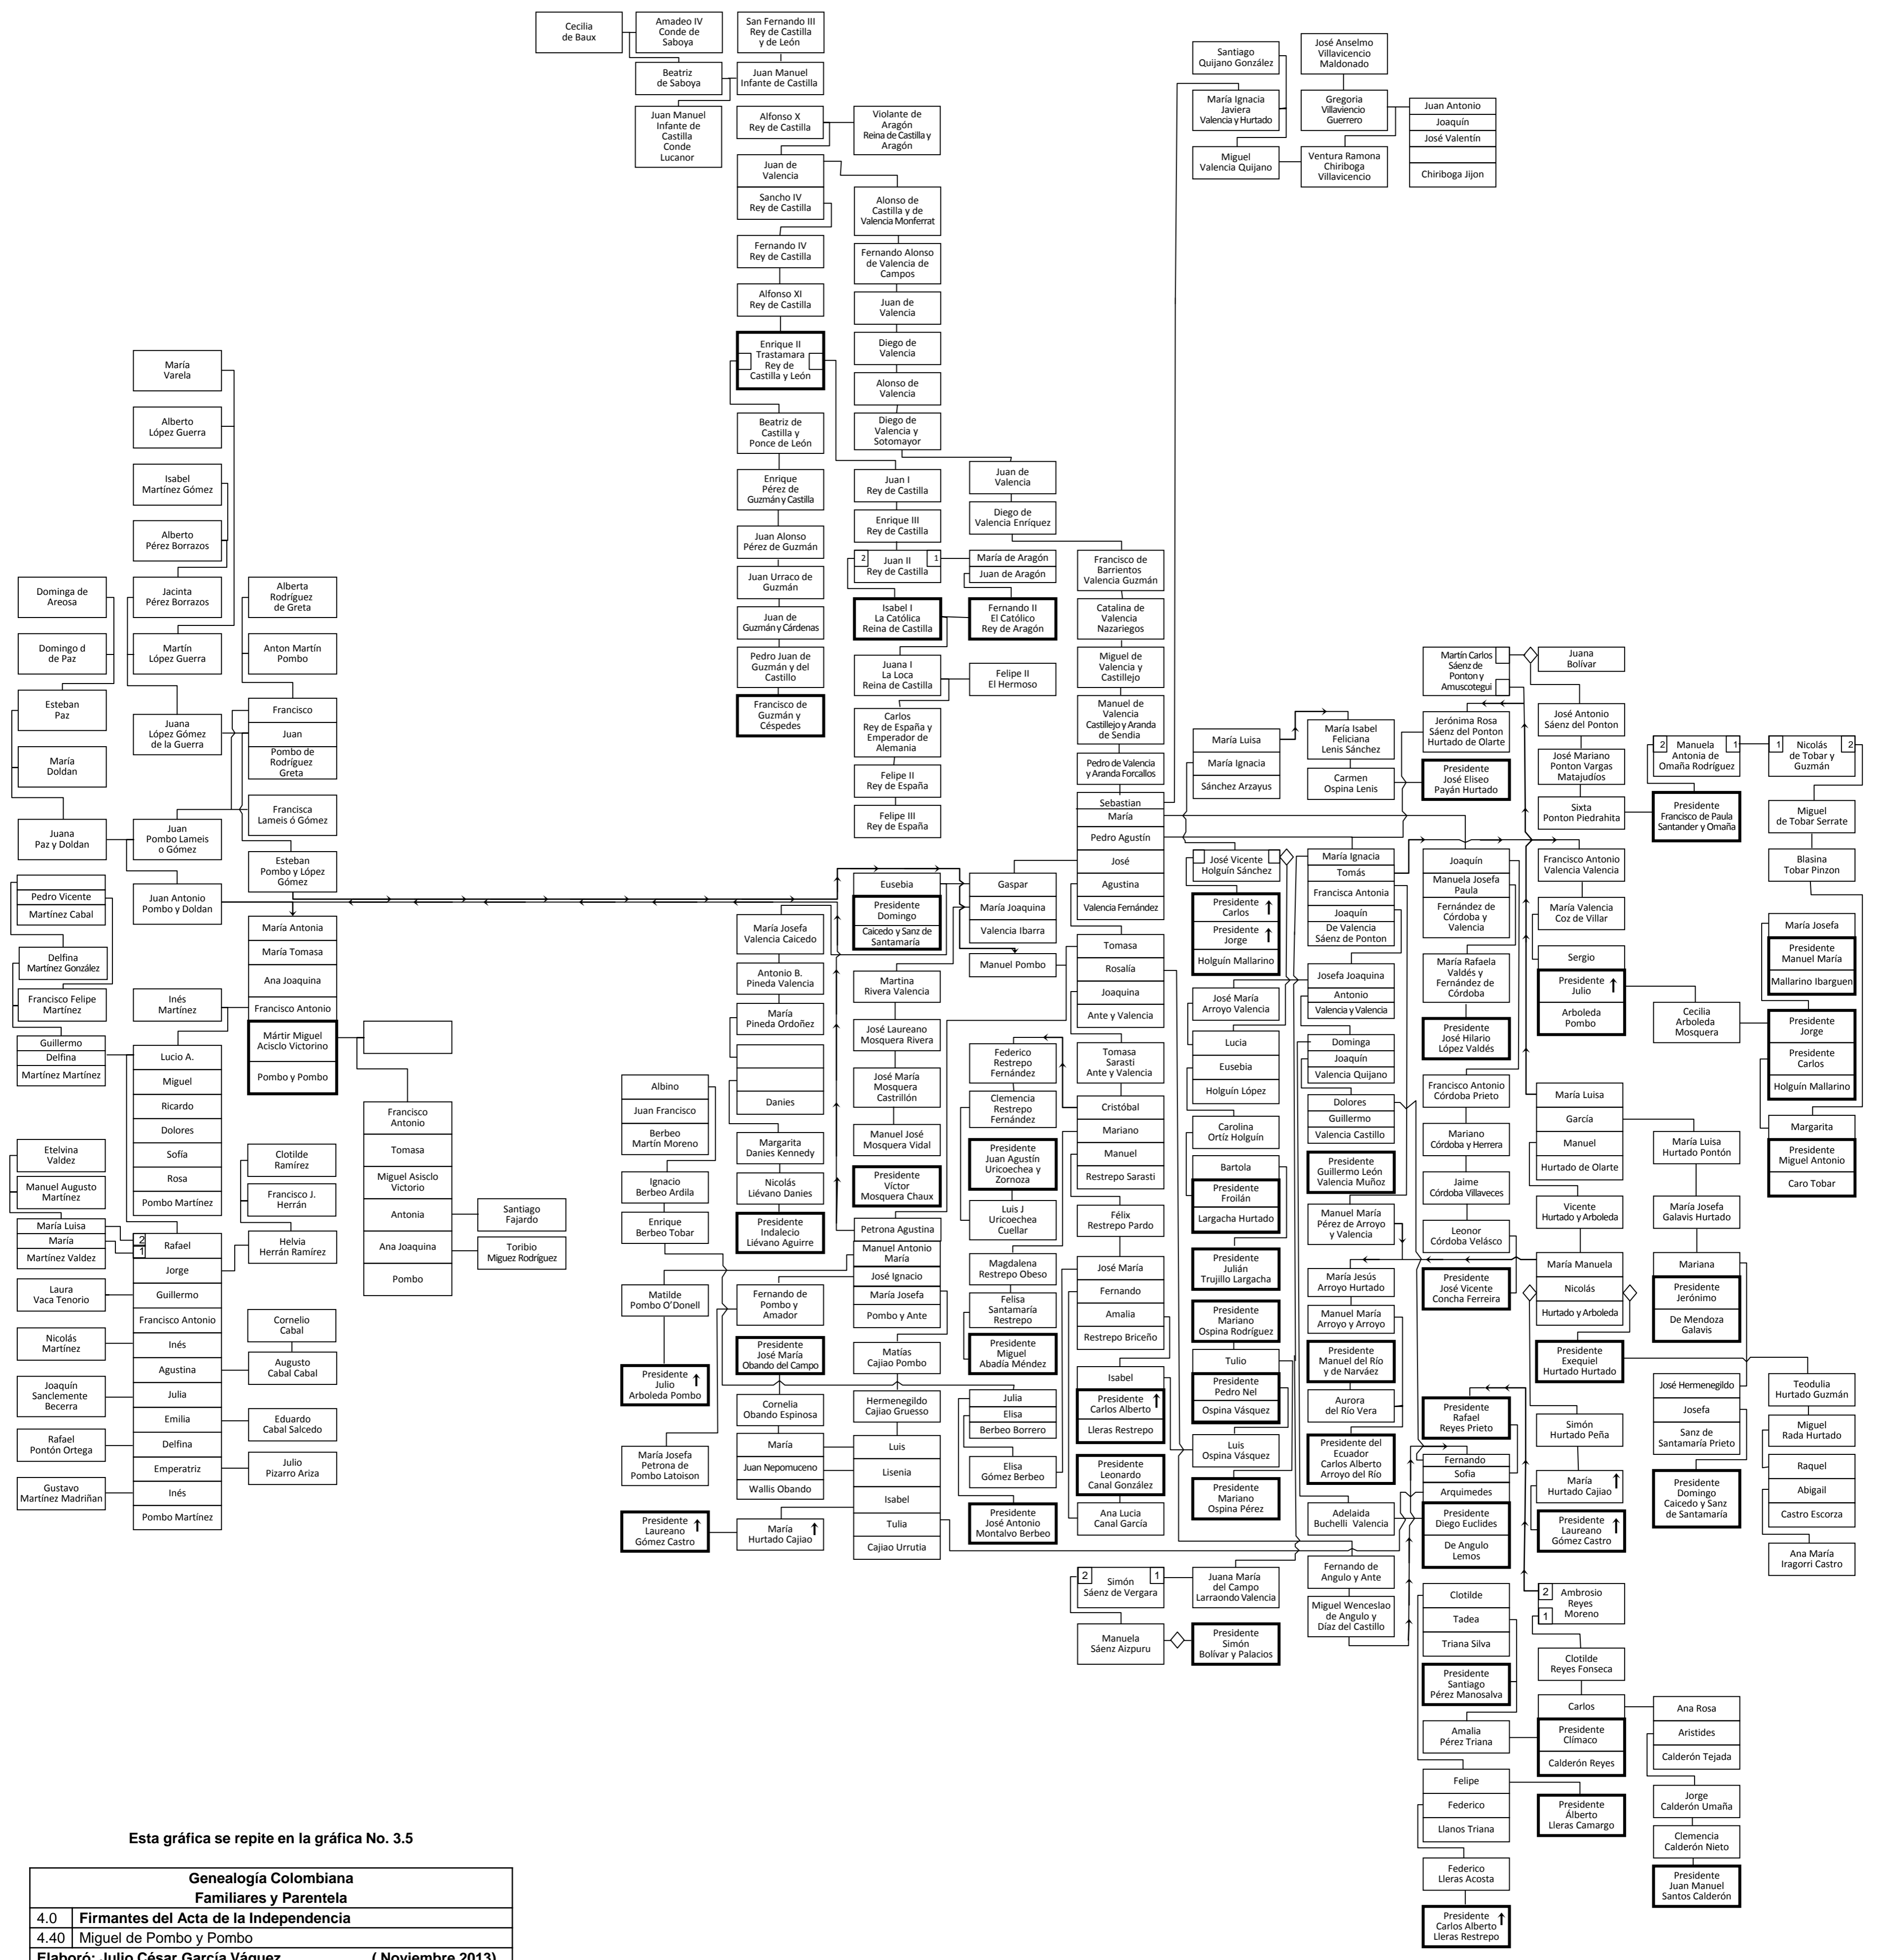 Cecilia
de Baux
Amadeo IV
Conde de
Saboya
San Fernando III
Rey de Castilla
y de León
Beatriz
de Saboya
Juan Manuel
Infante de Castilla
Juan Manuel
Infante de
Castilla
Conde
Lucanor
Alfonso X
Rey de Castilla
Violante de
Aragón
Reina de Castilla y
Aragón
Juan de
Valencia
Sancho IV
Rey de Castilla
Alonso de
Castilla y de
Valencia Monferrat
Fernando IV
Rey de Castilla
Fernando Alonso
de Valencia de
Campos
Alfonso XI
Rey de Castilla
Juan de
Valencia
Enrique II
Trastamara
Rey de
Castilla y León
Diego de
Valencia
Alonso de
Valencia
Beatriz de
Castilla y
Ponce de León
Diego de
Valencia y
Sotomayor
Enrique
Pérez de
Guzmán y Castilla
Juan I
Rey de Castilla
Juan de
Valencia
Juan Alonso
Pérez de Guzmán
Enrique III
Rey de Castilla
Diego de
Valencia Enríquez
Juan Urraco de
Guzmán
2
Juan II
Rey de Castilla
1
María de Aragón
Juan de Aragón
Francisco de
Barrientos
Valencia Guzmán
Juan de
Guzmán y Cárdenas
Isabel I
La Católica
Reina de Castilla
Fernando II
El Católico
Rey de Aragón
Catalina de
Valencia
Nazariegos
Pedro Juan de
Guzmán y del
Castillo
Juana I
La Loca
Reina de Castilla
Felipe II
El Hermoso
Miguel de
Valencia y
Castillejo
Francisco de
Guzmán y
Céspedes
Carlos
Rey de España y
Emperador de
Alemania
Manuel de
Valencia
Castillejo y Aranda
de Sendia
Felipe II
Rey de España
Pedro de Valencia
y Aranda Forcallos
Felipe III
Rey de España
Santiago
Quijano González
José Anselmo
Villavicencio
Maldonado
María Ignacia
Javiera
Valencia y Hurtado
Gregoria
Villaviencio
Guerrero
Juan Antonio
Joaquín
José Valentín
Chiriboga Jijon
Miguel
Valencia Quijano
Ventura Ramona
Chiriboga
Villavicencio
María
Varela
Alberto
López Guerra
Isabel
Martínez Gómez
Alberto
Pérez Borrazos
Dominga de
Areosa
Jacinta
Pérez Borrazos
Alberta
Rodríguez
de Greta
Domingo d
de Paz
Martín
López Guerra
Anton Martín
Pombo
Esteban
Paz
Juana
López Gómez
de la Guerra
Francisco
Juan
Pombo de
Rodríguez
Greta
María
Doldan
Juana
Paz y Doldan
Juan
Pombo Lameis
o Gómez
Francisca
Lameis ó Gómez
Esteban
Pombo y López
Gómez
Juan Antonio
Pombo y Doldan
Pedro Vicente
Martínez Cabal
Delfina
Martínez González
Francisco Felipe
Martínez
Inés
Martínez
María Antonia
María Tomasa
Ana Joaquina
Francisco Antonio
Mártir Miguel
Acisclo Victorino
Pombo y Pombo
Guillermo
Delfina
Martínez Martínez
Lucio A.
Miguel
Ricardo
Dolores
Sofía
Rosa
Pombo Martínez
Francisco
Antonio
Tomasa
Miguel Asisclo
Victorio
Antonia
Ana Joaquina
Pombo
Santiago
Fajardo
Toribio
Miguez Rodríguez
Etelvina
Valdez
Manuel Augusto
Martínez
María Luisa
María
Martínez Valdez
Clotilde
Ramírez
Francisco J.
Herrán
Helvia
Herrán Ramírez
2
1
Rafael
Jorge
Guillermo
Francisco Antonio
Inés
Agustina
Julia
Emilia
Delfina
Emperatriz
Inés
Pombo Martínez
Laura
Vaca Tenorio
Nicolás
Martínez
Joaquín
Sanclemente
Becerra
Rafael
Pontón Ortega
Gustavo
Martínez Madriñan
Cornelio
Cabal
Augusto
Cabal Cabal
Eduardo
Cabal Salcedo
Julio
Pizarro Ariza
Sebastian
María
Pedro Agustín
José
Agustina
Valencia Fernández
Eusebia
Presidente
Domingo
Caicedo y Sanz de
Santamaría
Gaspar
María Joaquina
Valencia Ibarra
Manuel Pombo
María Josefa
Valencia Caicedo
Antonio B.
Pineda Valencia
María
Pineda Ordoñez
Danies
Margarita
Danies Kennedy
Nicolás
Liévano Danies
Presidente
Indalecio
Liévano Aguirre
Martina
Rivera Valencia
José Laureano
Mosquera Rivera
José María
Mosquera
Castrillón
Manuel José
Mosquera Vidal
Presidente
Víctor
Mosquera Chaux
Tomasa
Rosalía
Joaquina
Ante y Valencia
Federico
Restrepo
Fernández
Clemencia
Restrepo
Fernández
Presidente
Juan Agustín
Uricoechea y
Zornoza
Luis J
Uricoechea
Cuellar
Magdalena
Restrepo Obeso
Felisa
Santamaría
Restrepo
Presidente
Miguel
Abadía Méndez
Tomasa
Sarasti
Ante y Valencia
Cristóbal
Mariano
Manuel
Restrepo Sarasti
Félix
Restrepo Pardo
José María
Fernando
Amalia
Restrepo Briceño
Isabel
Presidente
Carlos Alberto
Lleras Restrepo
Presidente
Leonardo
Canal González
Ana Lucia
Canal García
Albino
Juan Francisco
Berbeo
Martín Moreno
Ignacio
Berbeo Ardila
Enrique
Berbeo Tobar
Matilde
Pombo O’Donell
Presidente
Julio
Arboleda Pombo
Fernando de
Pombo y
Amador
Petrona Agustina
Manuel Antonio
María
José Ignacio
María Josefa
Pombo y Ante
Presidente
José María
Obando del Campo
Matías
Cajiao Pombo
Cornelia
Obando Espinosa
Hermenegildo
Cajiao Gruesso
María
Juan Nepomuceno
Wallis Obando
Luis
Lisenia
Isabel
Tulia
Cajiao Urrutia
María Josefa
Petrona de
Pombo Latoison
Presidente
Laureano
Gómez Castro
María
Hurtado Cajiao
Julia
Elisa
Berbeo Borrero
Elisa
Gómez Berbeo
Presidente
José Antonio
Montalvo Berbeo
María Luisa
María Ignacia
Sánchez Arzayus
María Isabel
Feliciana
Lenis Sánchez
Carmen
Ospina Lenis
Martín Carlos
Sáenz de
Ponton y
Amuscotegui
Juana
Bolívar
Jerónima Rosa
Sáenz del Ponton
Hurtado de Olarte
José Antonio
Sáenz del Ponton
Presidente
José Eliseo
Payán Hurtado
José Mariano
Ponton Vargas
Matajudíos
Sixta
Ponton Piedrahita
2
Manuela
Antonia de
Omaña Rodríguez
1
1
Nicolás
de Tobar y
Guzmán
2
Presidente
Francisco de Paula
Santander y Omaña
Miguel
de Tobar Serrate
Blasina
Tobar Pinzon
José Vicente
Holguín Sánchez
Presidente
Carlos
Presidente
Jorge
Holguín Mallarino
María Ignacia
Tomás
Francisca Antonia
Joaquín
De Valencia
Sáenz de Ponton
Joaquín
Manuela Josefa
Paula
Fernández de
Córdoba y
Valencia
Francisco Antonio
Valencia Valencia
María Valencia
Coz de Villar
Sergio
Presidente
Julio
Arboleda
Pombo
Cecilia
Arboleda
Mosquera
María Josefa
Presidente
Manuel María
Mallarino Ibarguen
Presidente
Jorge
Presidente
Carlos
Holguín Mallarino
Margarita
Presidente
Miguel Antonio
Caro Tobar
José María
Arroyo Valencia
Josefa Joaquina
Antonio
Valencia y Valencia
María Rafaela
Valdés y
Fernández de
Córdoba
Presidente
José Hilario
López Valdés
Lucia
Eusebia
Holguín López
Dominga
Joaquín
Valencia Quijano
Dolores
Guillermo
Valencia Castillo
Carolina
Ortíz Holguín
Bartola
Presidente
Froilán
Largacha Hurtado
Presidente
Julián
Trujillo Largacha
Presidente
Mariano
Ospina Rodríguez
Tulio
Presidente
Pedro Nel
Ospina Vásquez
Luis
Ospina Vásquez
Presidente
Mariano
Ospina Pérez
Presidente
Guillermo León
Valencia Muñoz
Manuel María
Pérez de Arroyo
y Valencia
María Jesús
Arroyo Hurtado
Manuel María
Arroyo y Arroyo
Presidente
Manuel del Río
y de Narváez
Aurora
del Río Vera
Presidente del
Ecuador
Carlos Alberto
Arroyo del Río
Adelaida
Buchelli Valencia
Francisco Antonio
Córdoba Prieto
Mariano
Córdoba y Herrera
Jaime
Córdoba Villaveces
Leonor
Córdoba Velásco
Presidente
José Vicente
Concha Ferreira
María Luisa
García
Manuel
Hurtado de Olarte
María Luisa
Hurtado Pontón
Vicente
Hurtado y Arboleda
María Josefa
Galavis Hurtado
María Manuela
Nicolás
Hurtado y Arboleda
Mariana
Presidente
Jerónimo
De Mendoza
Galavis
Presidente
Exequiel
Hurtado Hurtado
Presidente
Rafael
Reyes Prieto
Simón
Hurtado Peña
José Hermenegildo
Josefa
Sanz de
Santamaría Prieto
Teodulia
Hurtado Guzmán
Miguel
Rada Hurtado
Raquel
Abigail
Castro Escorza
Ana María
Iragorri Castro
Presidente
Domingo
Caicedo y Sanz
de Santamaría
María
Hurtado Cajiao
Presidente
Laureano
Gómez Castro
Fernando
Sofia
Arquimedes
Presidente
Diego Euclides
De Angulo
Lemos
Fernando de
Angulo y Ante
Miguel Wenceslao
de Angulo y
Díaz del Castillo
2
Simón
Sáenz de Vergara
1
Juana María
del Campo
Larraondo Valencia
Manuela
Sáenz Aizpuru
Presidente
Simón
Bolívar y Palacios
Clotilde
Tadea
Triana Silva
Presidente
Santiago
Pérez Manosalva
Amalia
Pérez Triana
2
1
Ambrosio
Reyes
Moreno
Clotilde
Reyes Fonseca
Carlos
Presidente
Clímaco
Calderón Reyes
Ana Rosa
Aristides
Calderón Tejada
Felipe
Federico
Llanos Triana
Presidente
Álberto
Lleras Camargo
Jorge
Calderón Umaña
Clemencia
Calderón Nieto
Presidente
Juan Manuel
Santos Calderón
Federico
Lleras Acosta
Presidente
Carlos Alberto
Lleras Restrepo
Esta gráfica se repite en la gráfica No. 3.5
Genealogía Colombiana
Familiares y Parentela
4.0 Firmantes del Acta de la Independencia
4.40 Miguel de Pombo y Pombo
Elaboró: Julio César García Váquez ( Noviembre 2013)